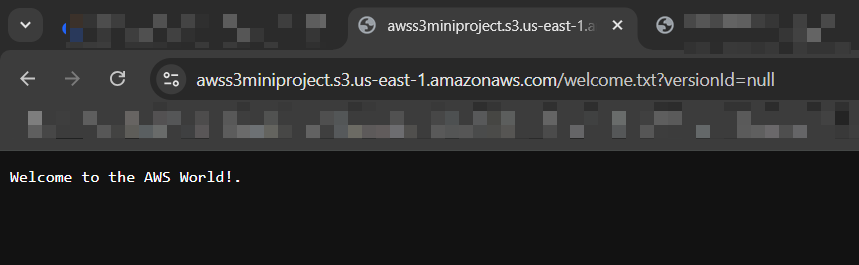 awss3miniproject.s3.us-east-1.a
awss3miniproject.s3.us-east-1.amazonaws.com/welcome.txt?versionId=null
Welcome to the AWS World!.